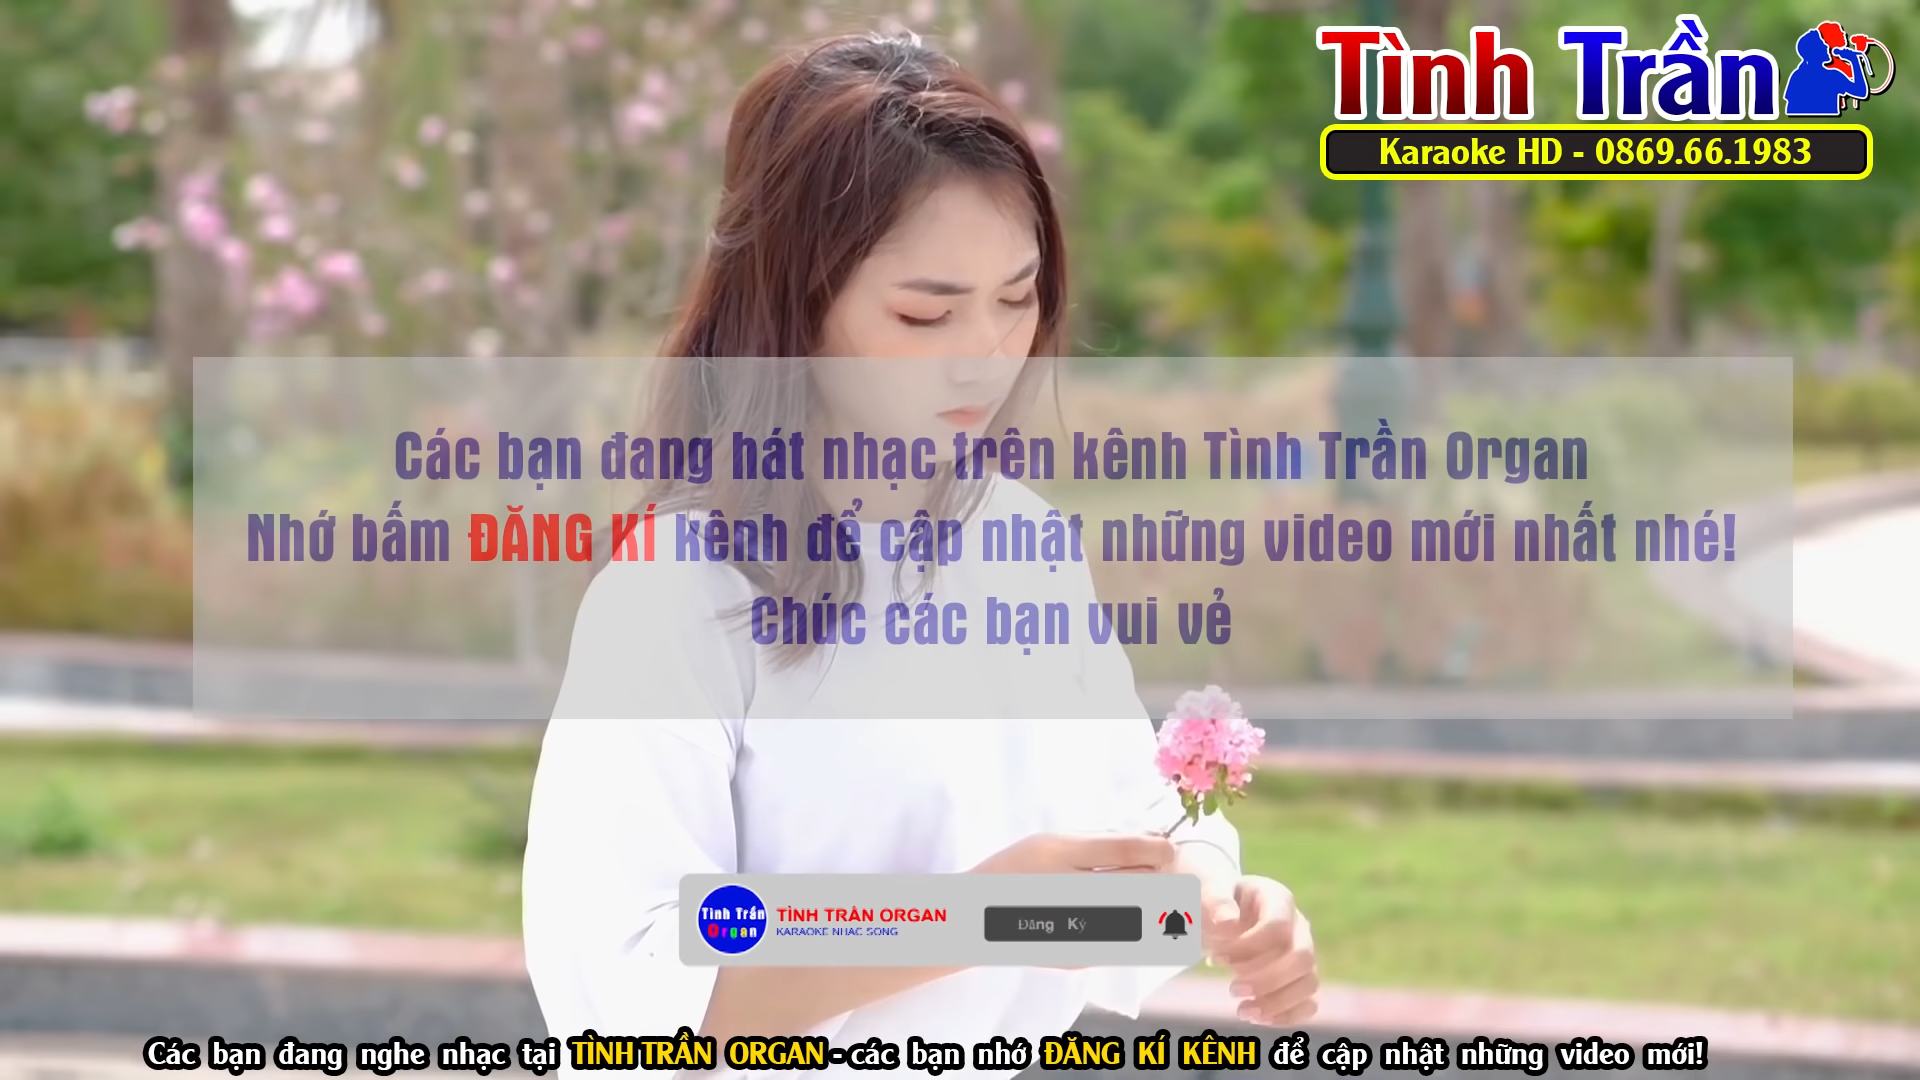 Tình Trần
Karaoke HD - 0869.66.1983
Các bạn đang hát nhạc trên kênh Tình Trần Organ
Nhớ bấm ĐĂNG KÍ kênh để cập nhật những video mới nhất nhé!
Chúc các bạn vui vẻ
Tình Trần
Organ
TÌNH TRẦN ORGAN
KARAOKE NHẠC SỐNG
Đăng Ký
Các bạn đang nghe nhạc tại TÌNH TRẦN ORGAN - các bạn nhớ ĐĂNG KÍ KÊNH để cập nhật những video mới!